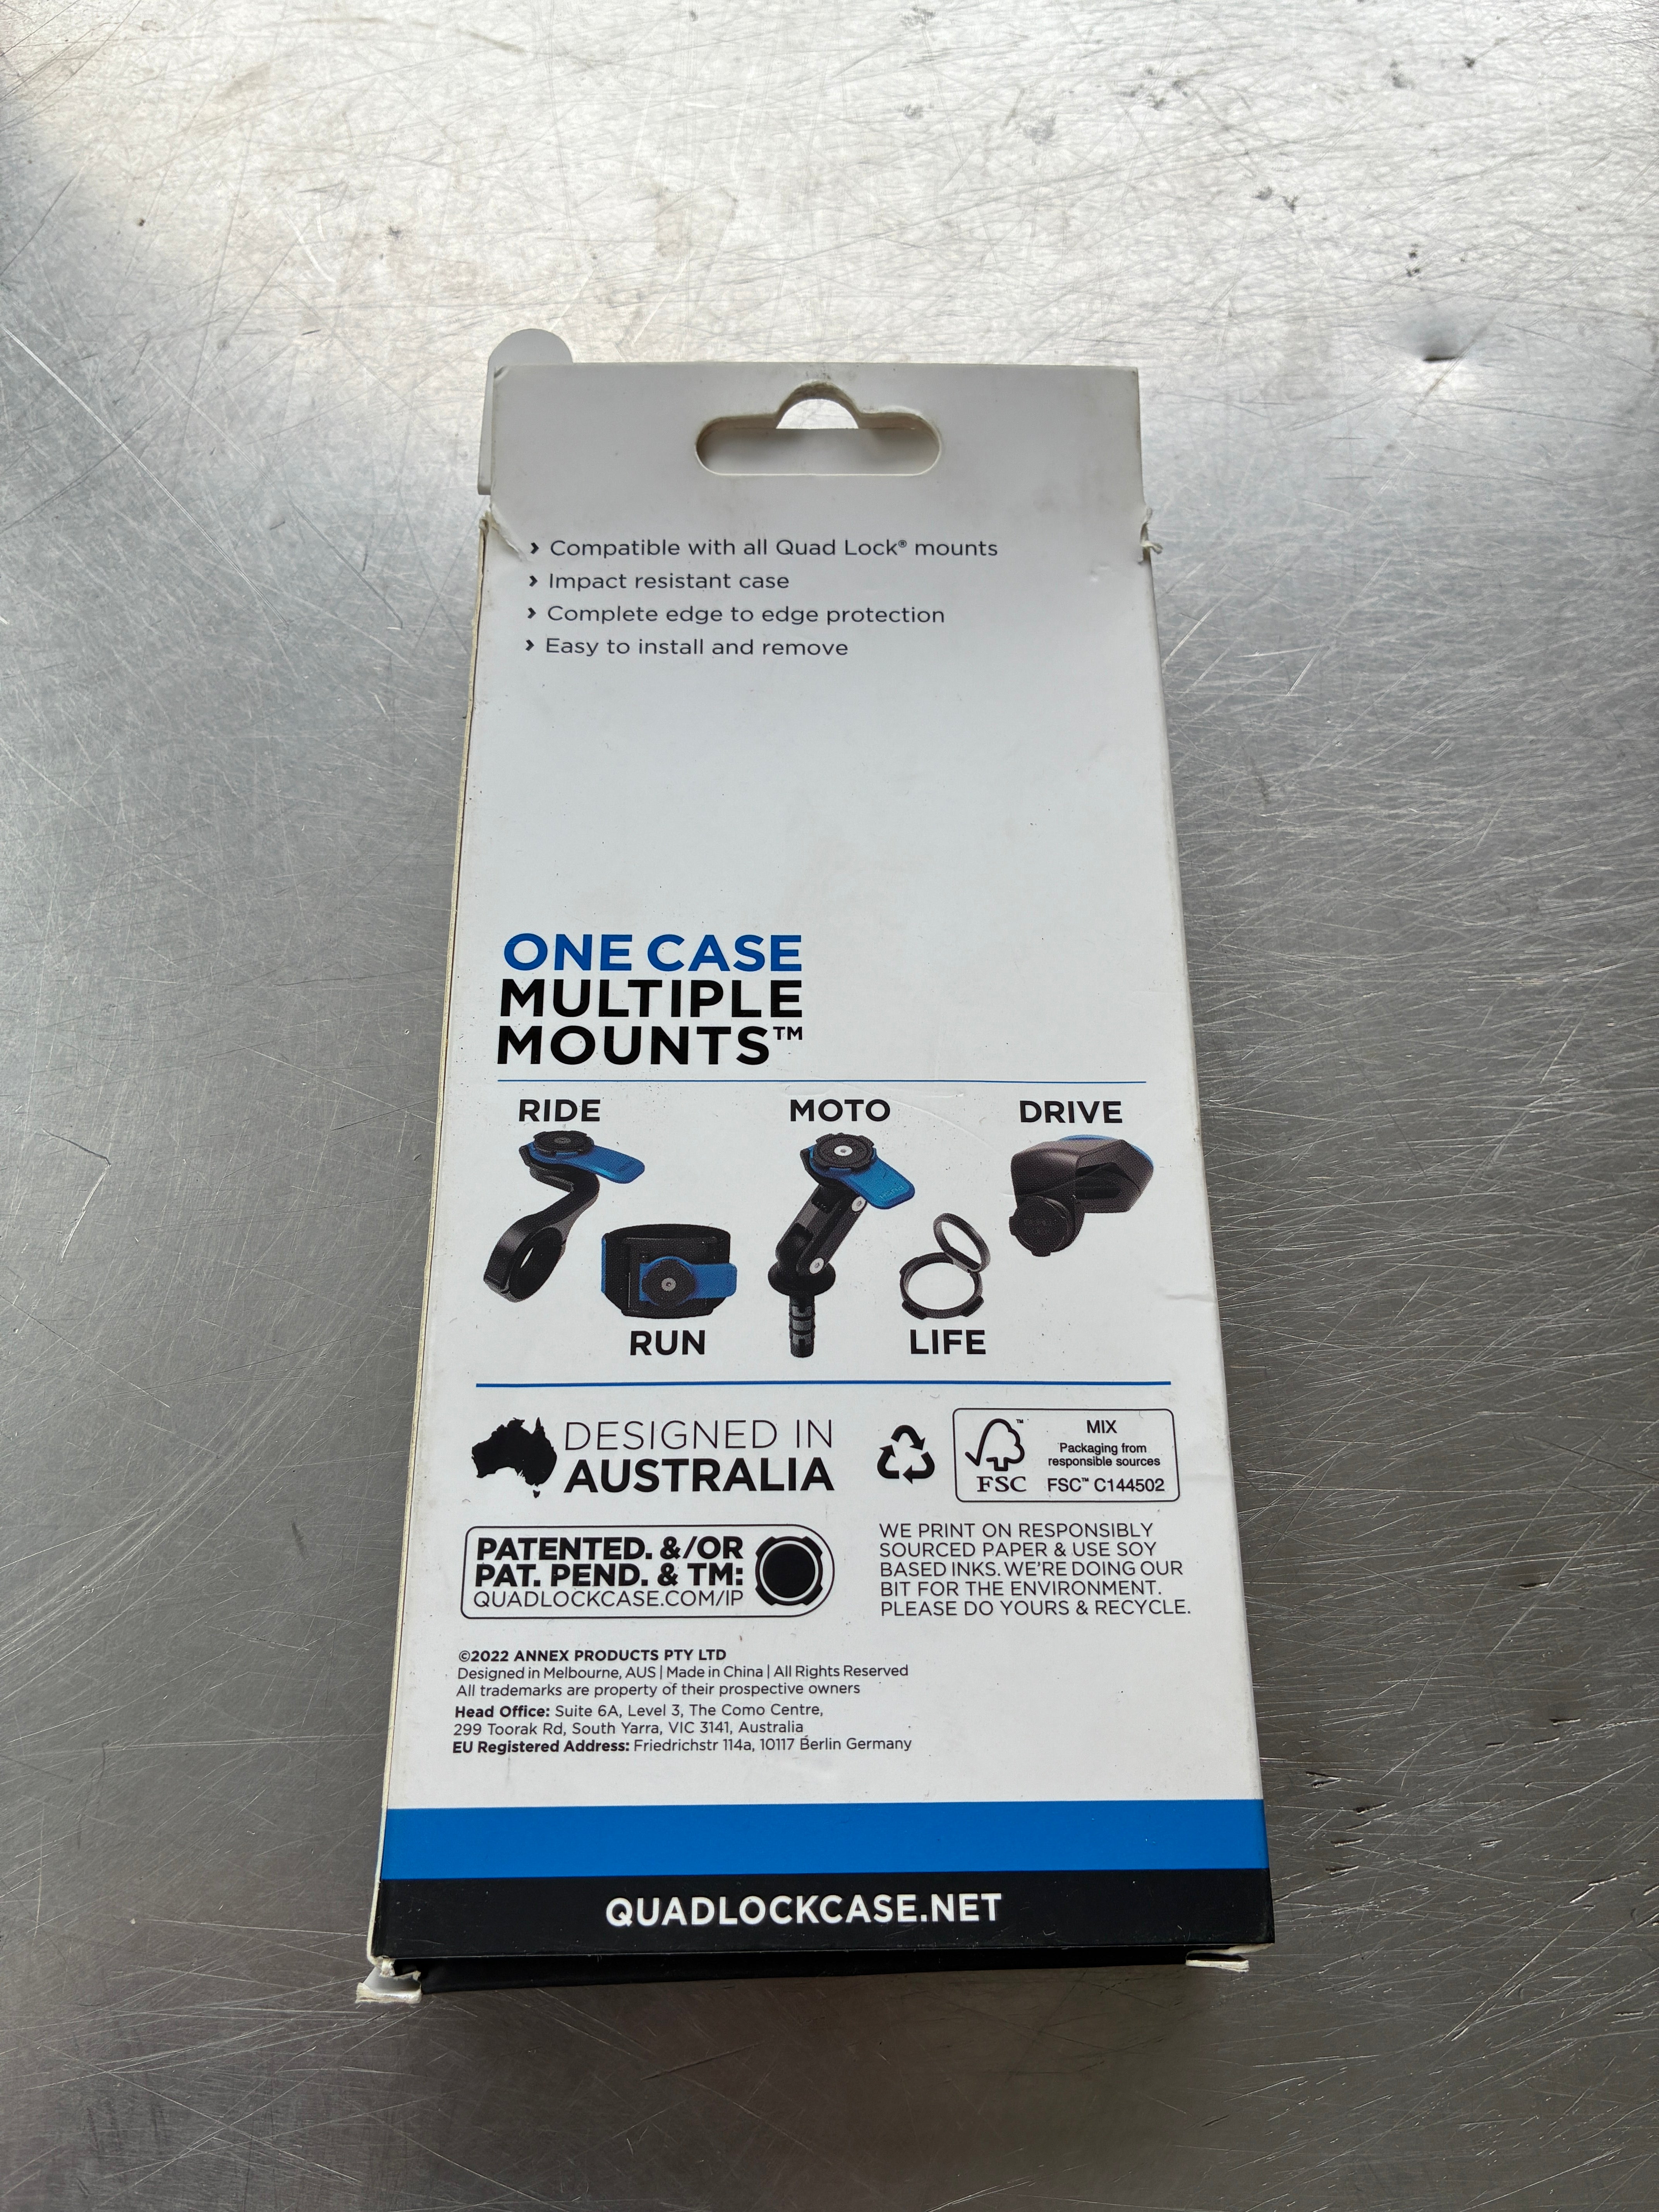 › Compatible with all Quad Lock® mounts
› Impact resistant case
› Complete edge to edge protection
› Easy to install and remove
ONE CASE
MULTIPLE
MOUNTS™
RIDE
MOTO
DRIVE
RUN
LIFE
DESIGNED IN
AUSTRALIA
FSC
™
MIX
Packaging from
responsible sources
FSC™ C144502
PATENTED. &/OR
PAT. PEND. & TM:
QUADLOCKCASE.COM/IP
WE PRINT ON RESPONSIBLY
SOURCED PAPER & USE SOY
BASED INKS. WE'RE DOING OUR
BIT FOR THE ENVIRONMENT.
PLEASE DO YOURS & RECYCLE.
©2022 ANNEX PRODUCTS PTY LTD
Designed in Melbourne, AUS | Made in China | All Rights Reserved
All trademarks are property of their prospective owners
Head Office: Suite 6A, Level 3, The Como Centre,
299 Toorak Rd, South Yarra, VIC 3141, Australia
EU Registered Address: Friedrichstr 114a, 10117 Berlin Germany
QUADLOCKCASE.NET